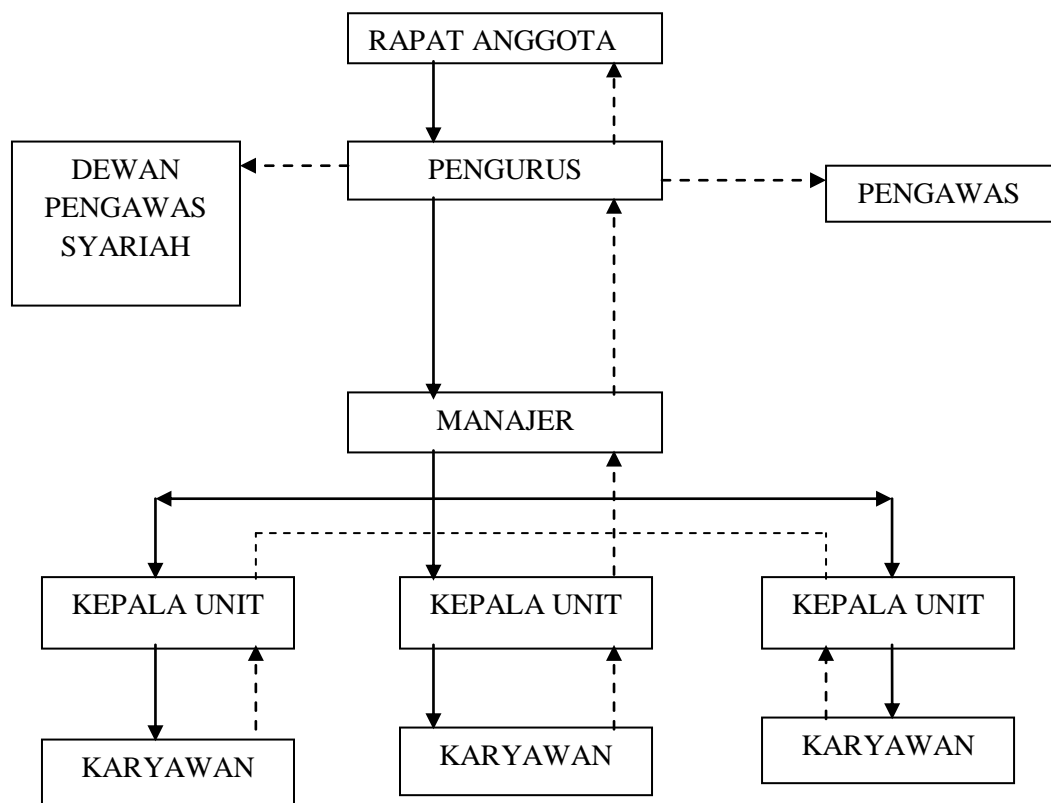 RAPAT ANGGOTA
DEWAN
PENGAWAS
SYARIAH
PENGURUS
PENGAWAS
MANAJER
KEPALA UNIT
KEPALA UNIT
KEPALA UNIT
KARYAWAN
KARYAWAN
KARYAWAN